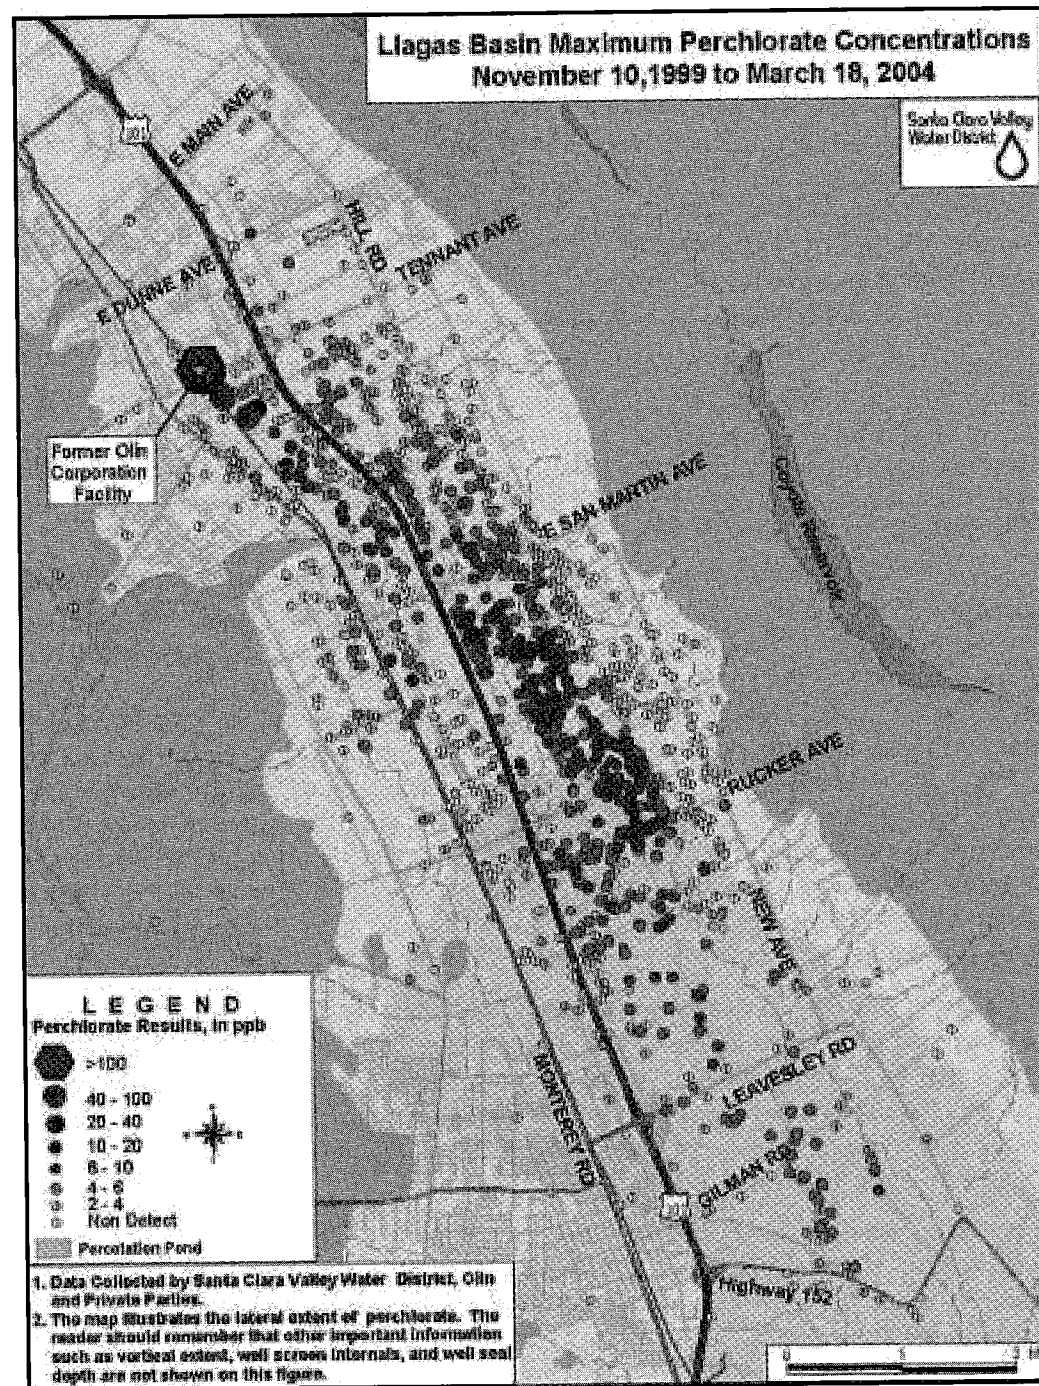 Llagas Basin Maximum Perchlorate Concentrations
November 10,1999 to March 18, 2004
Santa Clara Valley
Water District
101
E MAIN AVE
HILL RD
TENNANT AVE
E DUNNE AVE
Former Olin
Corporation
Facility
E SAN MARTIN AVE
Coyote Reservoir
RUCKER AVE
NEW AVE
LEGEND
Perchlorate Results, in ppb
>100
40 - 100
20 - 40
10 - 20
6 - 10
4 - 6
2 - 4
Non Detect
Percolation Pond
MONTEREY RD
LEAVESLEY RD
GILMAN RD
101
Highway 152
1. Data Collected by Santa Clara Valley Water District, Olin
and Private Parties.
2. The map illustrates the lateral extent of perchlorate. The
reader should remember that other important information
such as vertical extent, well screen internals, and well seal
depth are not shown on this figure.
0 1 2